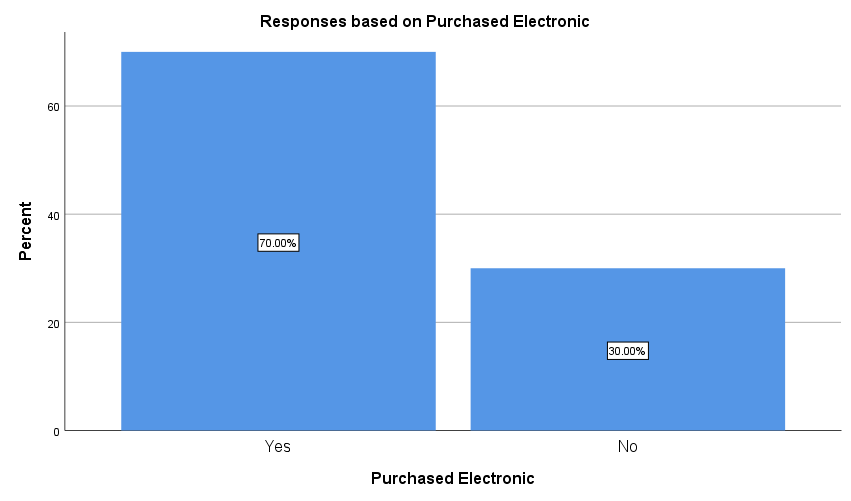 Responses based on Purchased Electronic
Percent
60
40
20
0
70.00%
30.00%
Yes
No
Purchased Electronic